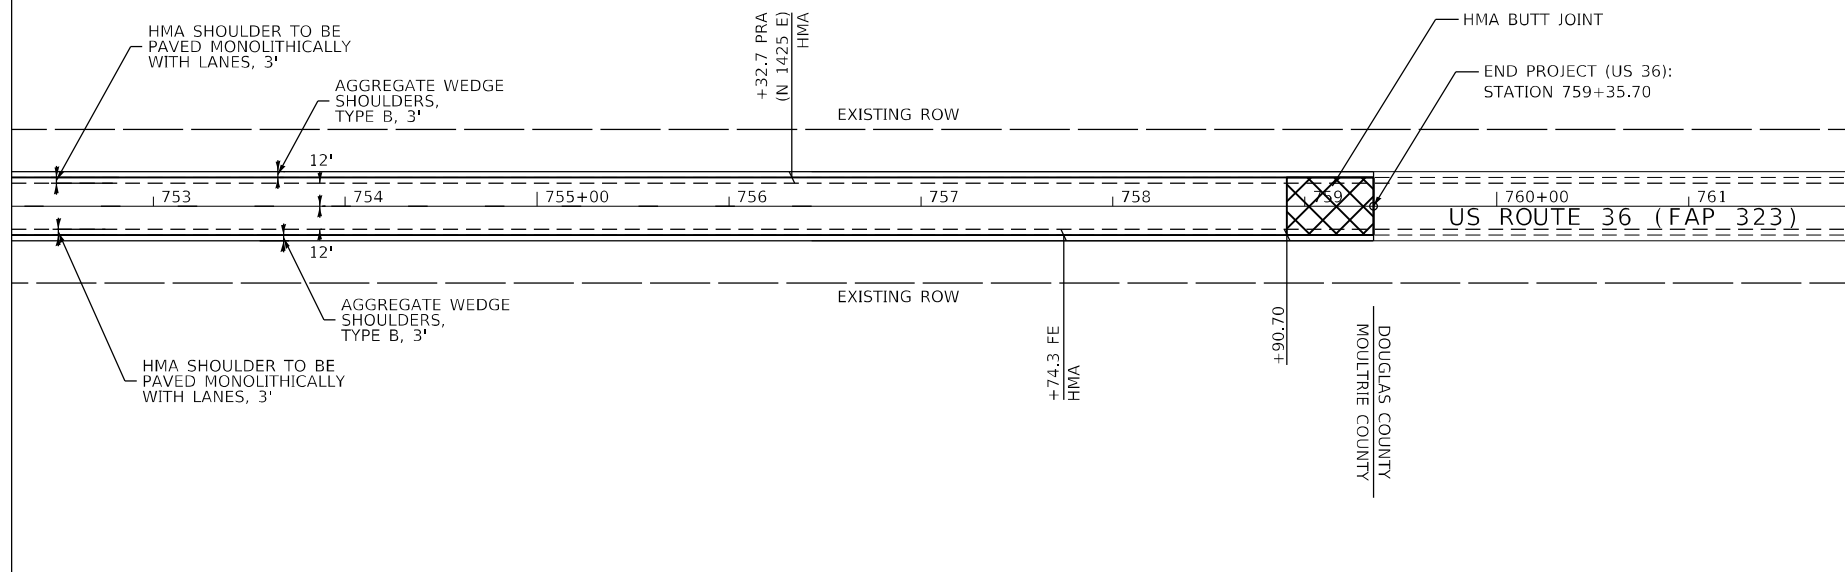 HMA SHOULDER TO BE
PAVED MONOLITHICALLY
WITH LANES, 3'
AGGREGATE WEDGE
SHOULDERS,
TYPE B, 3'
+32.7 PRA
(N 1425 E)
HMA
HMA BUTT JOINT
END PROJECT (US 36):
STATION 759+35.70
EXISTING ROW
12'
753
754
755+00
756
757
758
759
760+00
761
US ROUTE 36 (FAP 323)
12'
EXISTING ROW
AGGREGATE WEDGE
SHOULDERS,
TYPE B, 3'
HMA SHOULDER TO BE
PAVED MONOLITHICALLY
WITH LANES, 3'
+74.3 FE
HMA
+90.70
DOUGLAS COUNTY
MOULTRIE COUNTY